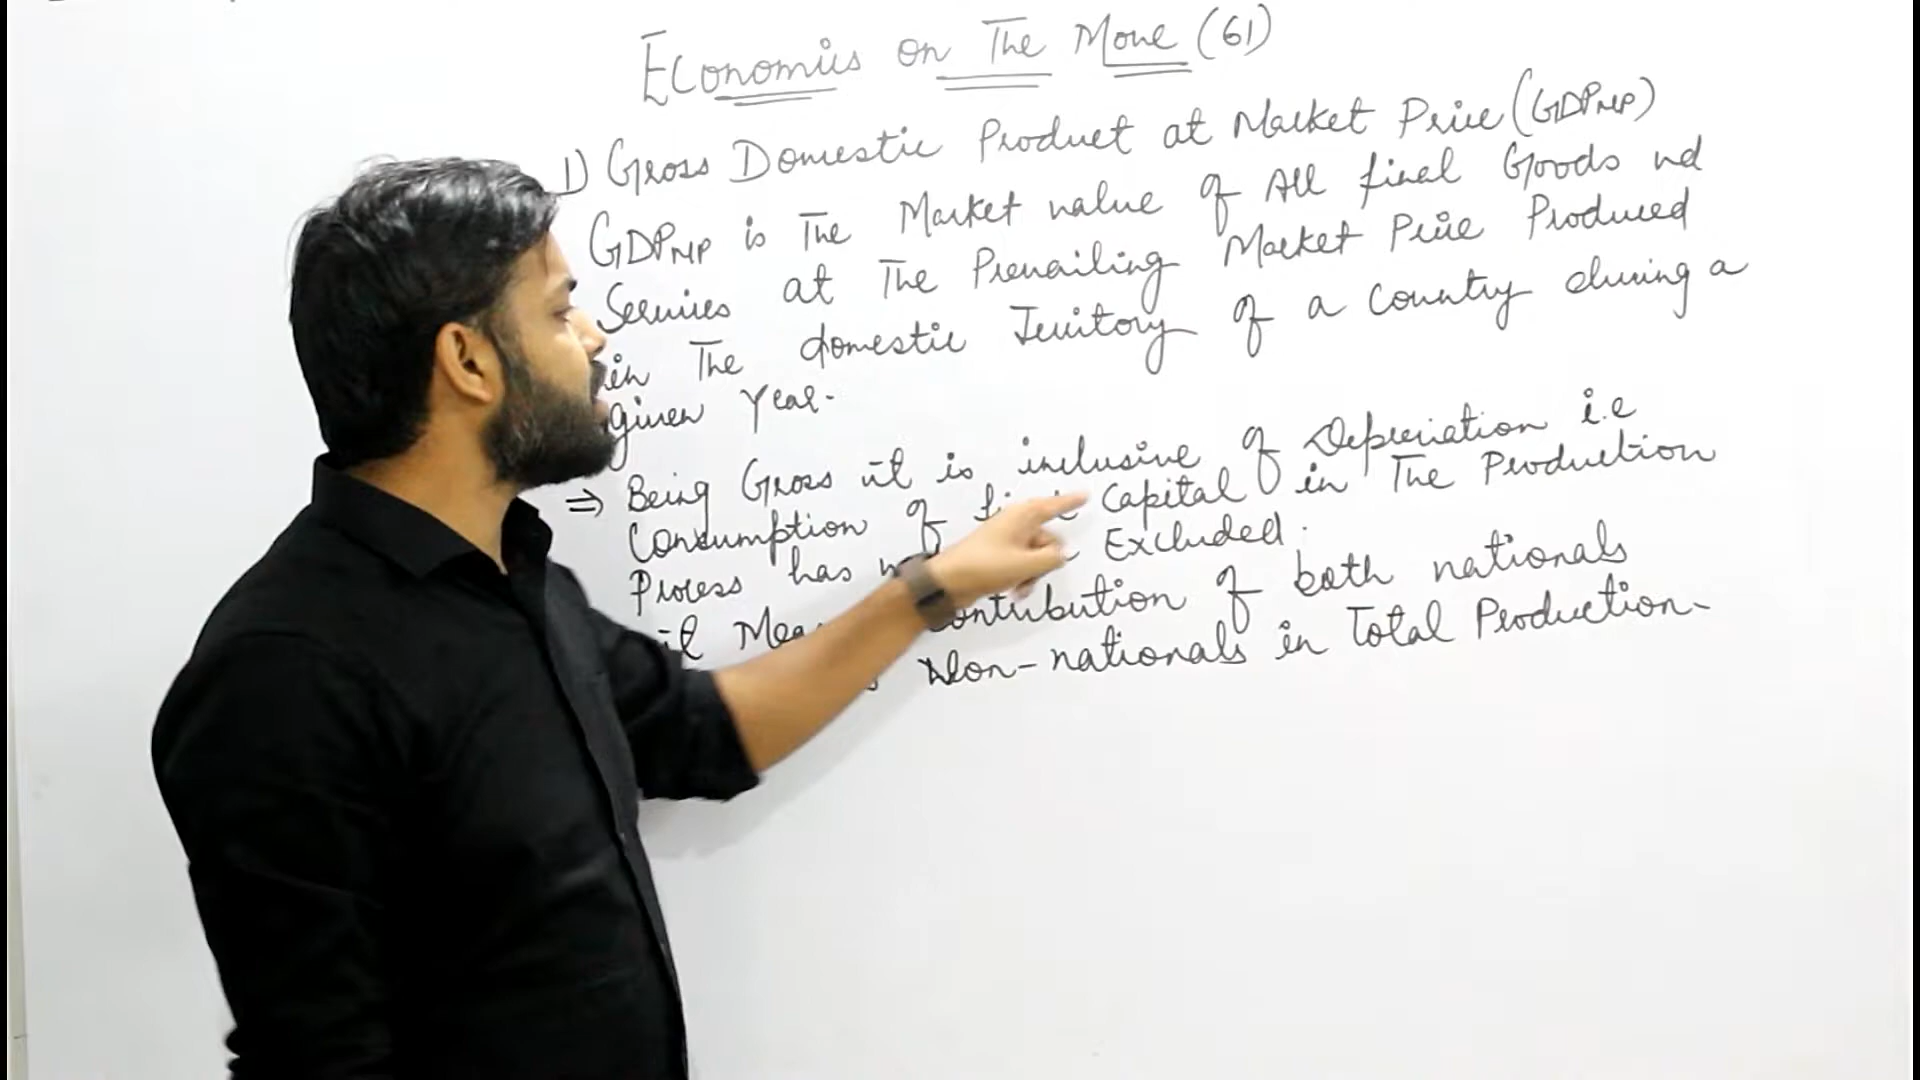 Economics on The Move (61)
1) Gross Domestic Product at Market Price (GDPMP)
GDPMP is The Market value of All final Goods nd
Services at The Prevailing Market Price Produced
in The domestic Territory of a Country during a
given Year.
⇒ Being Gross it is inclusive of Depreciation i.e
Consumption of Capital in The Production
Process has Excluded.
it Contribution of both nationals
Non-nationals in Total Production.